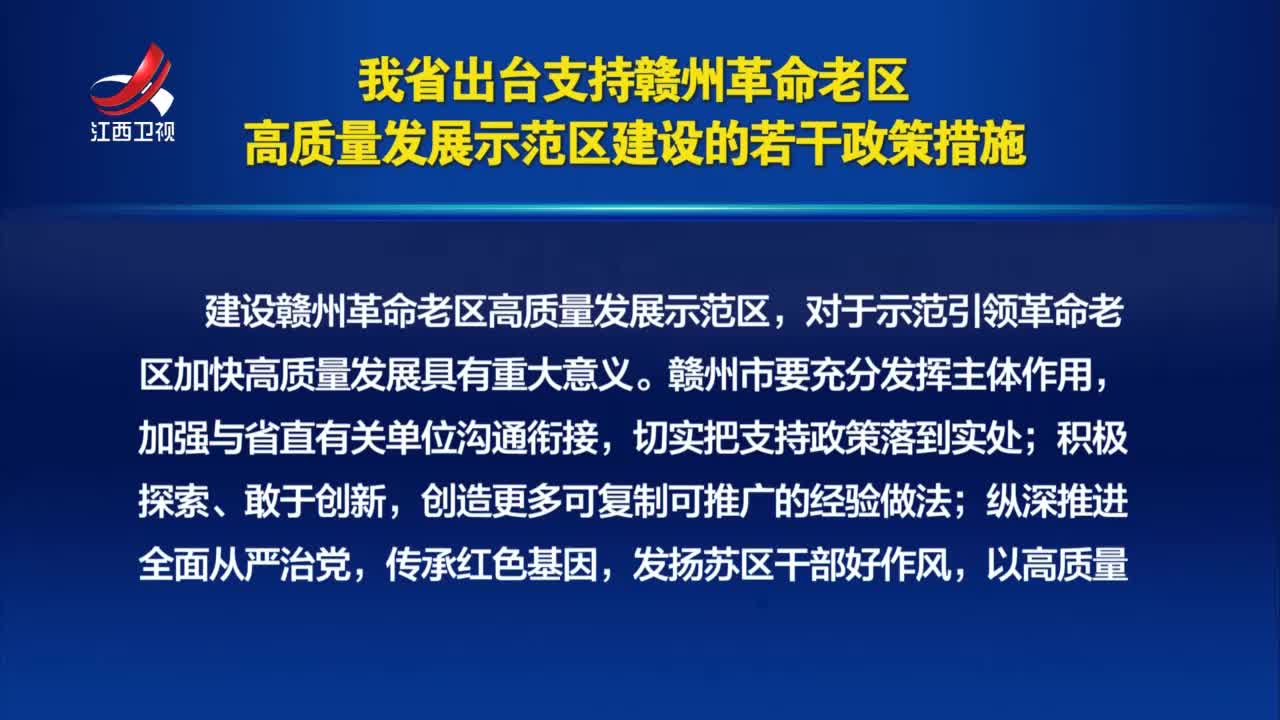 江西卫视
我省出台支持赣州革命老区
高质量发展示范区建设的若干政策措施
建设赣州革命老区高质量发展示范区，对于示范引领革命老
区加快高质量发展具有重大意义。赣州市要充分发挥主体作用，
加强与省直有关单位沟通衔接，切实把支持政策落到实处；积极
探索、敢于创新，创造更多可复制可推广的经验做法；纵深推进
全面从严治党，传承红色基因，发扬苏区干部好作风，以高质量